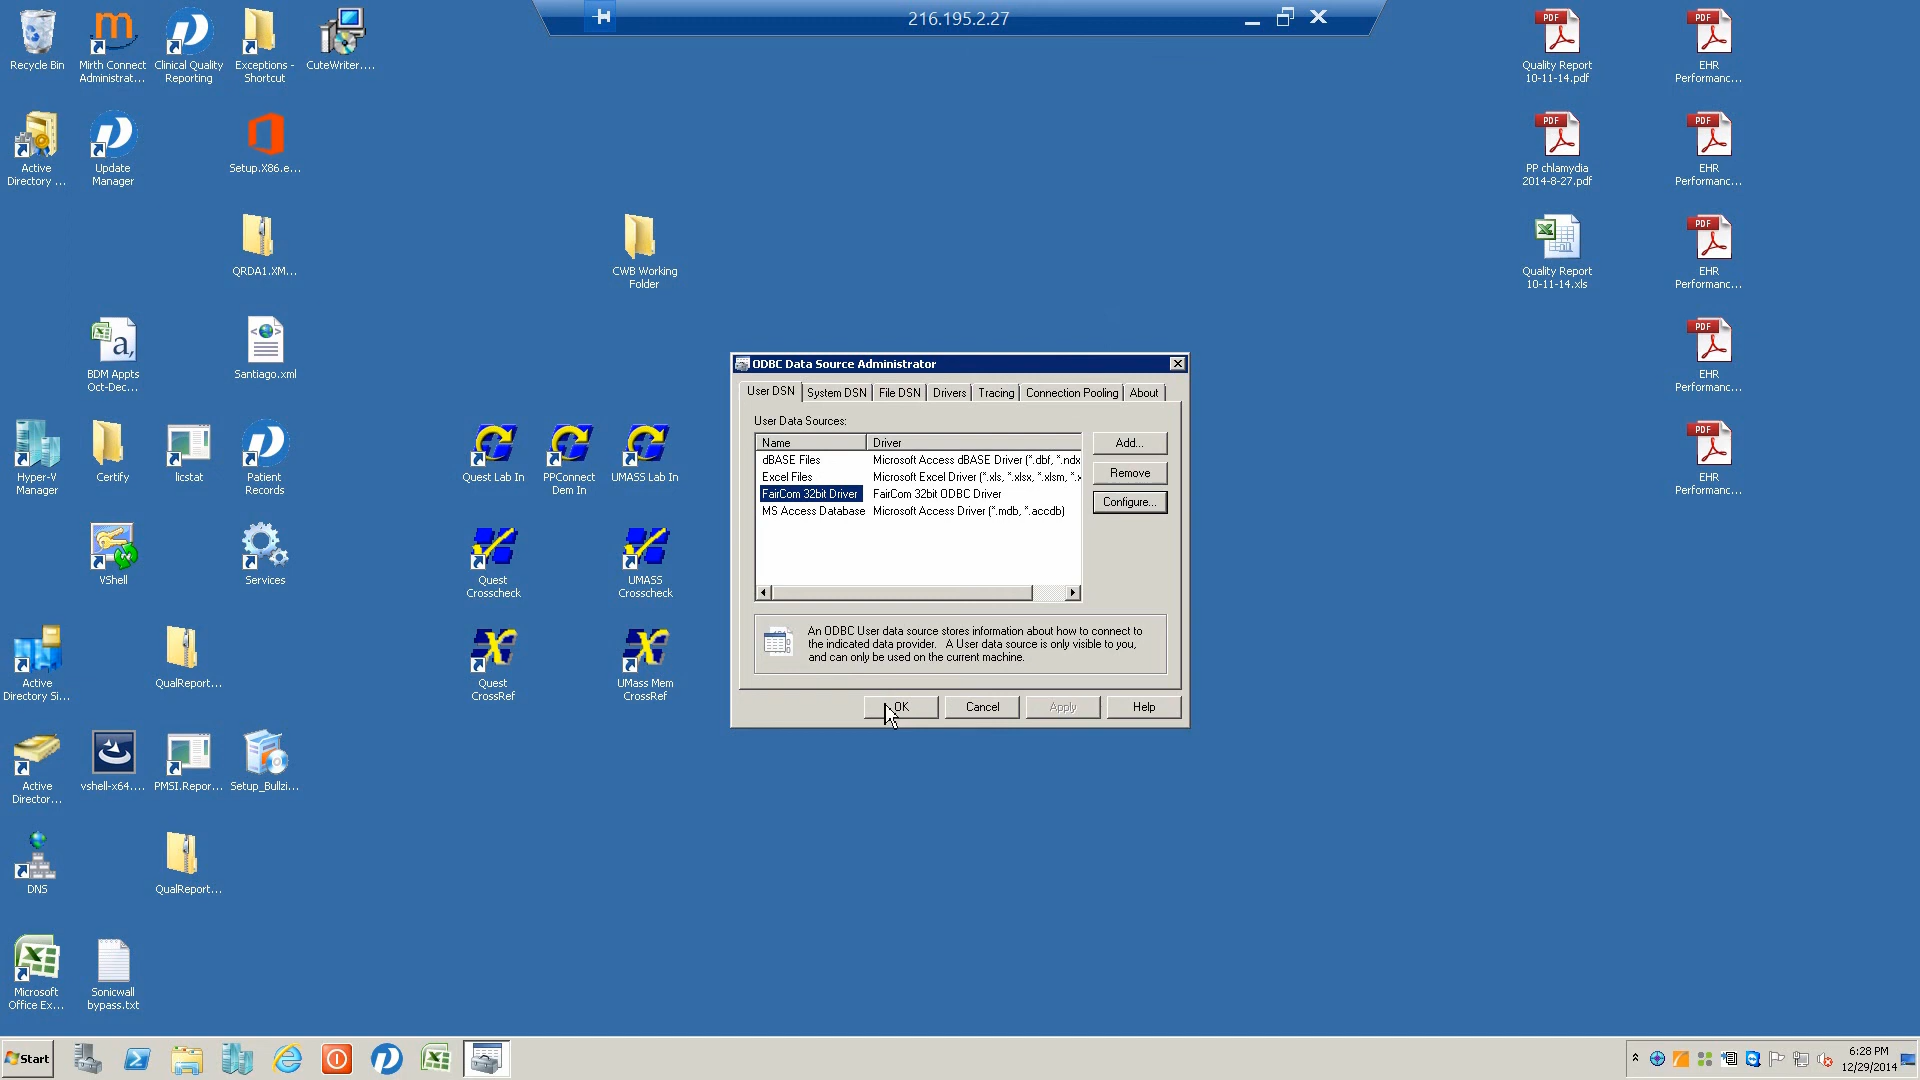 216.195.2.27
Recycle Bin
Mirth Connect
Administrat...
Clinical Quality
Reporting
Exceptions -
Shortcut
CuteWriter....
Quality Report
10-11-14.pdf
EHR
Performanc...
Active
Directory ...
Update
Manager
Setup.X86.e...
PP chlamydia
2014-8-27.pdf
EHR
Performanc...
QRDA1.XM...
CWB Working
Folder
Quality Report
10-11-14.xls
EHR
Performanc...
BDM Appts
Oct-Dec...
Santiago.xml
EHR
Performanc...
Hyper-V
Manager
Certify
licstat
Patient
Records
Quest Lab In
PPConnect
Dem In
UMASS Lab In
EHR
Performanc...
VShell
Services
Quest
Crosscheck
UMASS
Crosscheck
Active
Directory Si...
QualReport...
Quest
CrossRef
UMass Mem
CrossRef
Active
Director...
vshell-x64....
PMSI.Repor...
Setup_Bullzi...
DNS
QualReport...
Microsoft
Office Ex...
Sonicwall
bypass.txt
ODBC Data Source Administrator
User DSN
System DSN
File DSN
Drivers
Tracing
Connection Pooling
About
User Data Sources:
Name
Driver
dBASE Files
Microsoft Access dBASE Driver (*.dbf, *.ndx
Excel Files
Microsoft Excel Driver (*.xls, *.xlsx, *.xlsm, *.x
FairCom 32bit Driver
FairCom 32bit ODBC Driver
MS Access Database
Microsoft Access Driver (*.mdb, *.accdb)
Add...
Remove
Configure...
An ODBC User data source stores information about how to connect to
the indicated data provider. A User data source is only visible to you,
and can only be used on the current machine.
OK
Cancel
Apply
Help
Start
6:28 PM
12/29/2014